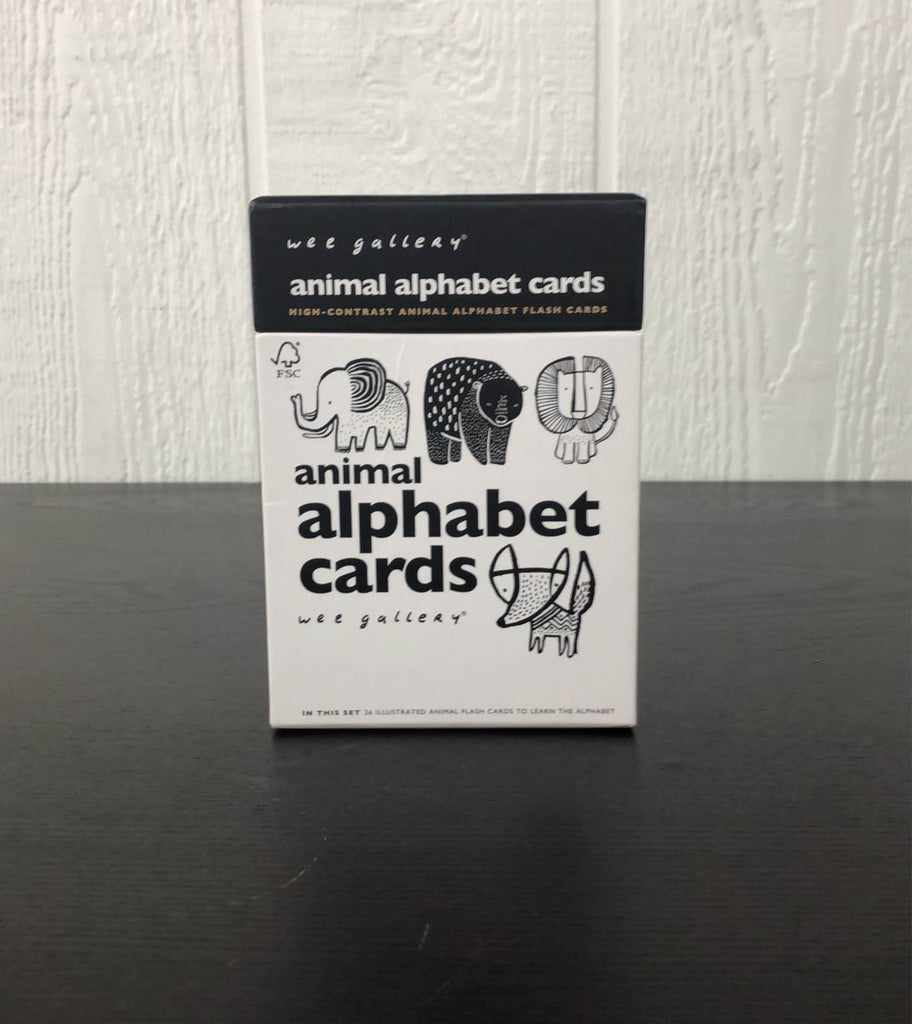 wee gallery®
animal alphabet cards
HIGH-CONTRAST ANIMAL ALPHABET FLASH CARDS
®
FSC
animal
alphabet
cards
wee gallery®
IN THIS SET 26 ILLUSTRATED ANIMAL FLASH CARDS TO LEARN THE ALPHABET